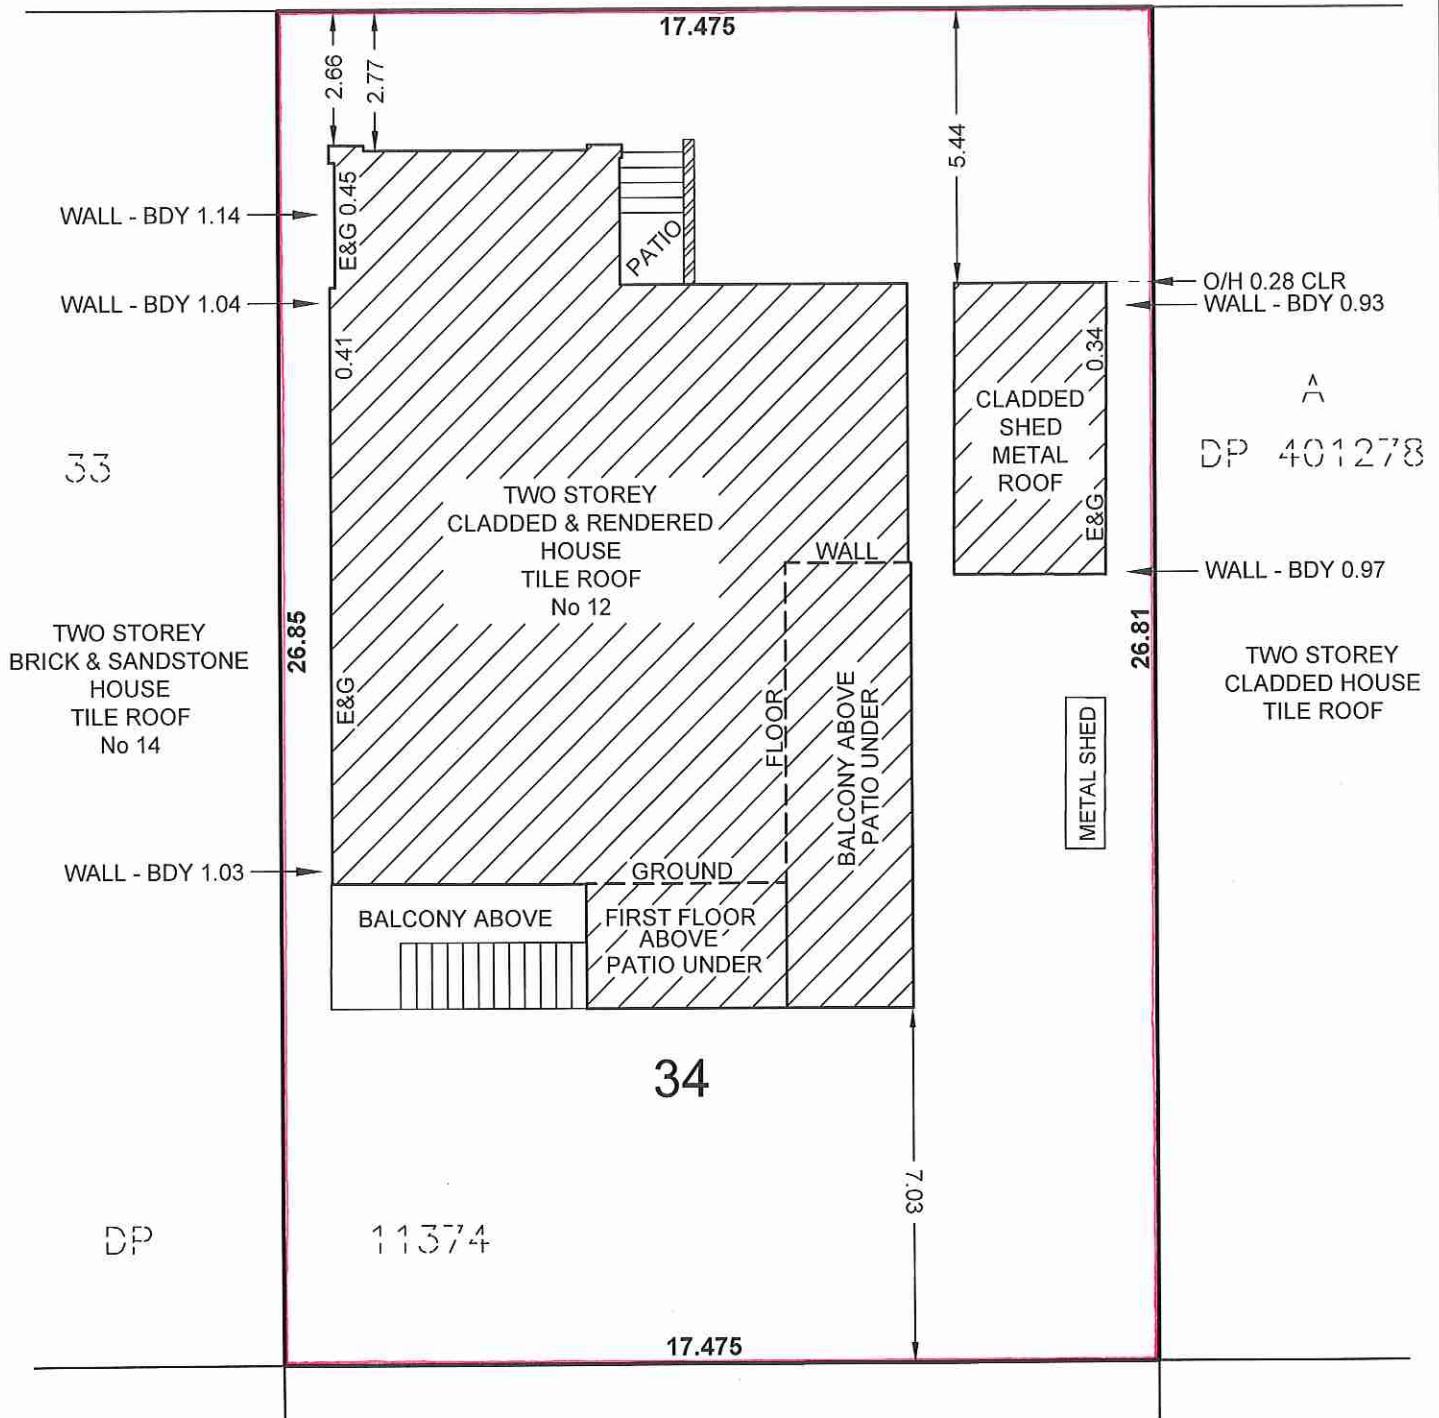 17.475
2.66
2.77
5.44
WALL - BDY 1.14
E&G 0.45
PATIO
WALL - BDY 1.04
O/H 0.28 CLR
WALL - BDY 0.93
0.41
0.34
A
CLADDED
SHED
METAL
ROOF
33
DP 401278
TWO STOREY
CLADDED & RENDERED
HOUSE
TILE ROOF
No 12
E&G
WALL
WALL - BDY 0.97
26.85
26.81
TWO STOREY
BRICK & SANDSTONE
HOUSE
TILE ROOF
No 14
TWO STOREY
CLADDED HOUSE
TILE ROOF
E&G
FLOOR
BALCONY ABOVE
PATIO UNDER
METAL SHED
WALL - BDY 1.03
GROUND
BALCONY ABOVE
FIRST FLOOR
ABOVE
PATIO UNDER
34
7.03
DP 11374
17.475